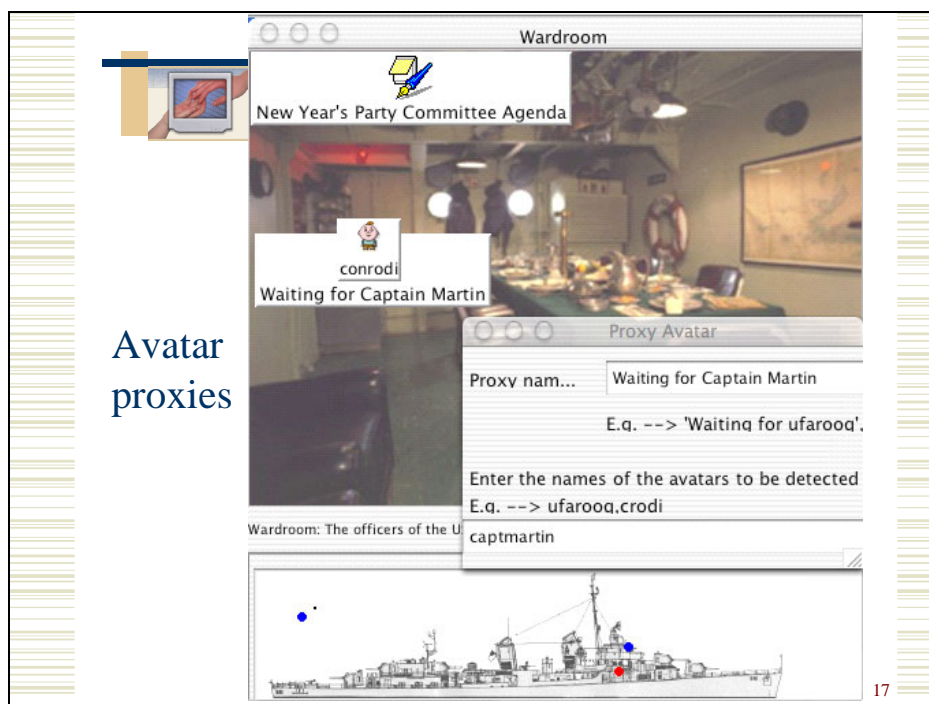 Wardroom
New Year's Party Committee Agenda
conrodi
Waiting for Captain Martin
Avatar
proxies
Proxy Avatar
Proxy nam... Waiting for Captain Martin
E.g. --> 'Waiting for ufarooq',
Enter the names of the avatars to be detected
E.g. --> ufarooq,crodi
captmartin
Wardroom: The officers of the U
17